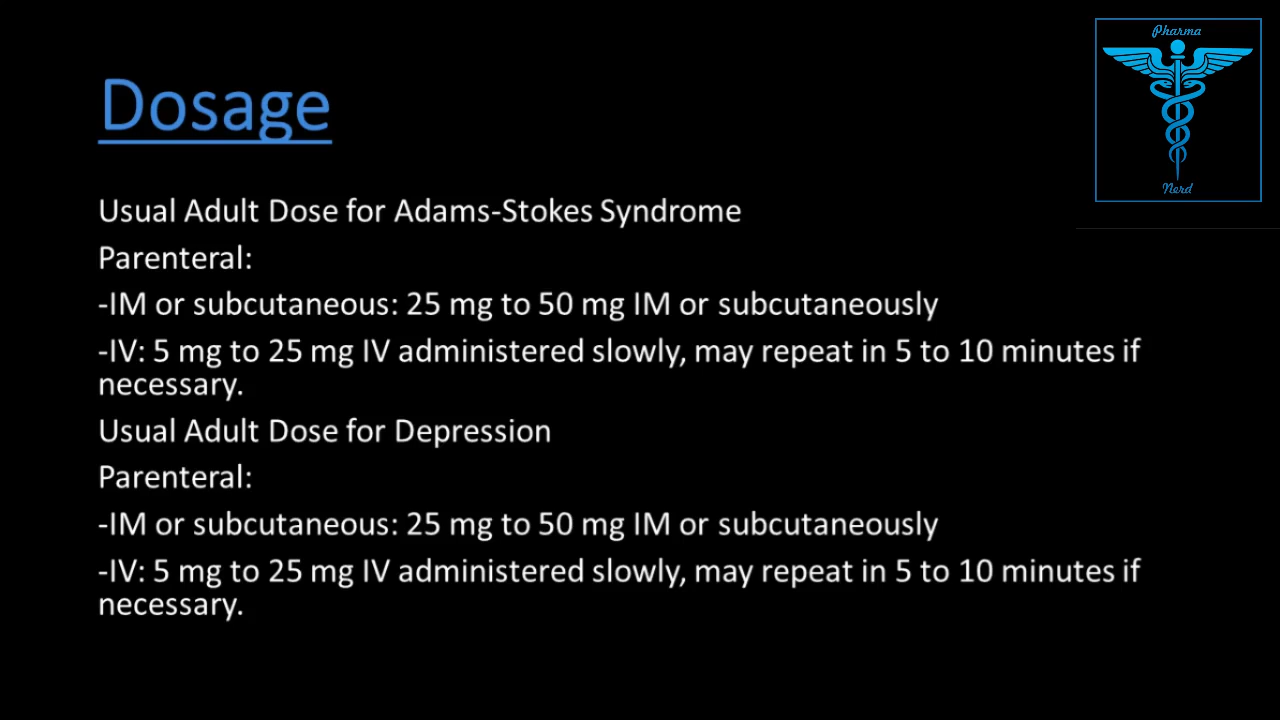 Pharma
Dosage
Nerd
Usual Adult Dose for Adams-Stokes Syndrome
Parenteral:
-IM or subcutaneous: 25 mg to 50 mg IM or subcutaneously
-IV: 5 mg to 25 mg IV administered slowly, may repeat in 5 to 10 minutes if
necessary.
Usual Adult Dose for Depression
Parenteral:
-IM or subcutaneous: 25 mg to 50 mg IM or subcutaneously
-IV: 5 mg to 25 mg IV administered slowly, may repeat in 5 to 10 minutes if
necessary.